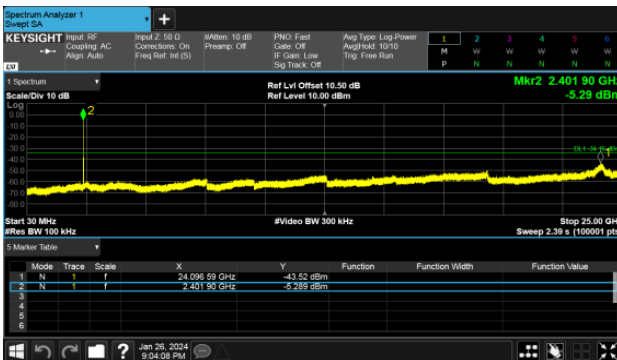 Spectrum Analyzer 1
Swept SA
+
KEYSIGHT Input: RF Input Z: 50 Ω #Atten: 10 dB PNO: Fast Avg Type: Log-Power 1 2 3 4 5 6
Coupling: AC Corrections: On Preamp: Off Gate: Off Avg|Hold: 10/10 M W W W W W
Align: Auto Freq Ref: Int (S) IF Gain: Low Trig: Free Run P N N N N N
LXI Sig Track: Off
1 Spectrum Ref Lvl Offset 10.50 dB Mkr2 2.401 90 GHz
Scale/Div 10 dB Ref Level 10.00 dBm -5.29 dBm
Log
2
0.00
-10.0
-20.0
-30.0
1
-40.0
-50.0
-60.0
-70.0
-80.0
Start 30 MHz #Video BW 300 kHz Stop 25.00 GH
#Res BW 100 kHz Sweep 2.39 s (100001 pts
5 Marker Table
Mode Trace Scale X Y Function Function Width Function Value
1 N 1 f 24.096 59 GHz -43.52 dBm
2 N 1 f 2.401 90 GHz -5.289 dBm
3
4
5
6
? Jan 26, 2024
9:04:08 PM